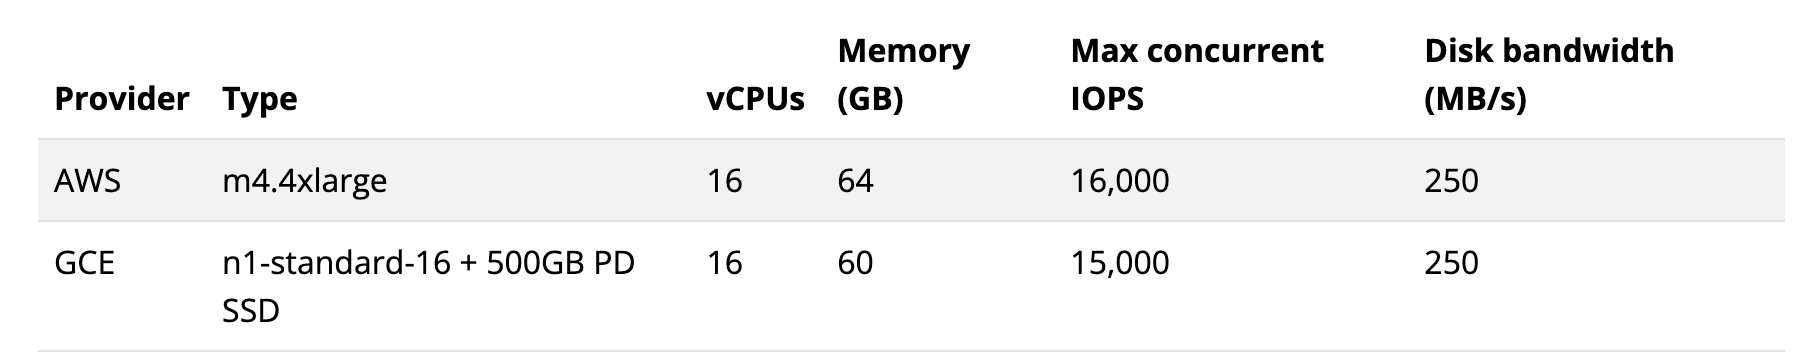 Provider Type vCPUs Memory (GB) Max concurrent IOPS Disk bandwidth (MB/s)
AWS m4.4xlarge 16 64 16,000 250
GCE n1-standard-16 + 500GB PD SSD 16 60 15,000 250